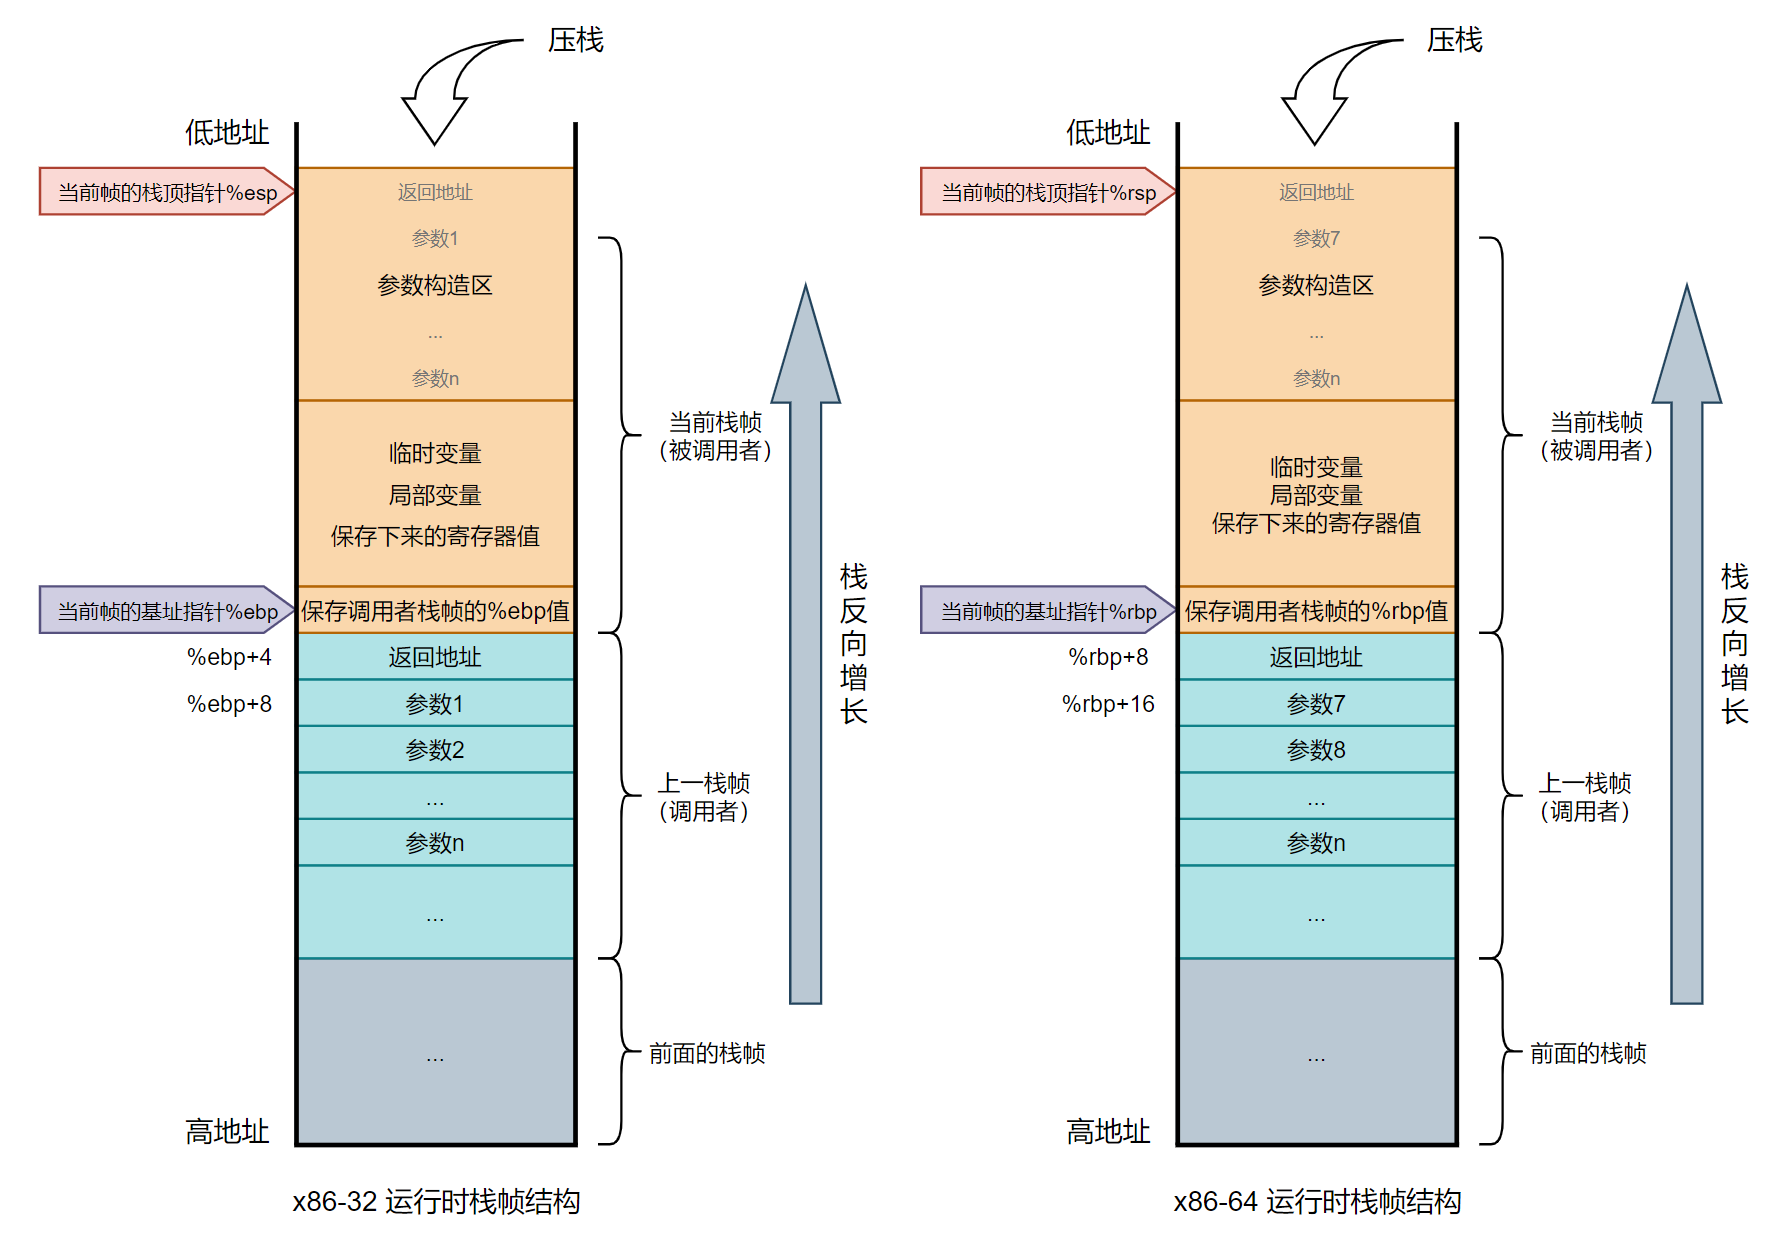 压栈
低地址
当前帧的栈顶指针%esp
返回地址
参数1
参数构造区
...
参数n
当前栈帧
（被调用者）
临时变量
局部变量
保存下来的寄存器值
当前帧的基址指针%ebp
保存调用者栈帧的%ebp值
%ebp+4
返回地址
%ebp+8
参数1
参数2
...
参数n
...
上一栈帧
（调用者）
...
前面的栈帧
高地址
栈
反
向
增
长
x86-32 运行时栈帧结构
压栈
低地址
当前帧的栈顶指针%rsp
返回地址
参数7
参数构造区
...
参数n
当前栈帧
（被调用者）
临时变量
局部变量
保存下来的寄存器值
当前帧的基址指针%rbp
保存调用者栈帧的%rbp值
%rbp+8
返回地址
%rbp+16
参数7
参数8
...
参数n
...
上一栈帧
（调用者）
...
前面的栈帧
高地址
栈
反
向
增
长
x86-64 运行时栈帧结构